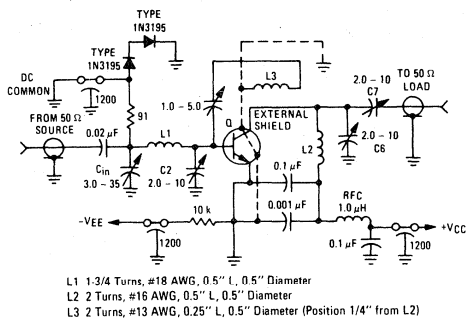 TYPE
1N3195
TYPE
1N3195
L3
DC
COMMON
1200
2.0 – 10
C7
TO 50 Ω
LOAD
1.0 – 5.0
FROM 50 Ω
SOURCE
91
0.02 µF
L1
Q
EXTERNAL
SHIELD
L2
2.0 – 10
C6
Cin
3.0 – 35
C2
2.0 – 10
0.1 µF
–VEE
10 k
0.001 µF
RFC
1.0 µH
+VCC
1200
0.1 µF
1200
L1 1-3/4 Turns, #18 AWG, 0.5" L, 0.5" Diameter
L2 2 Turns, #16 AWG, 0.5" L, 0.5" Diameter
L3 2 Turns, #13 AWG, 0.25" L, 0.5" Diameter (Position 1/4" from L2)